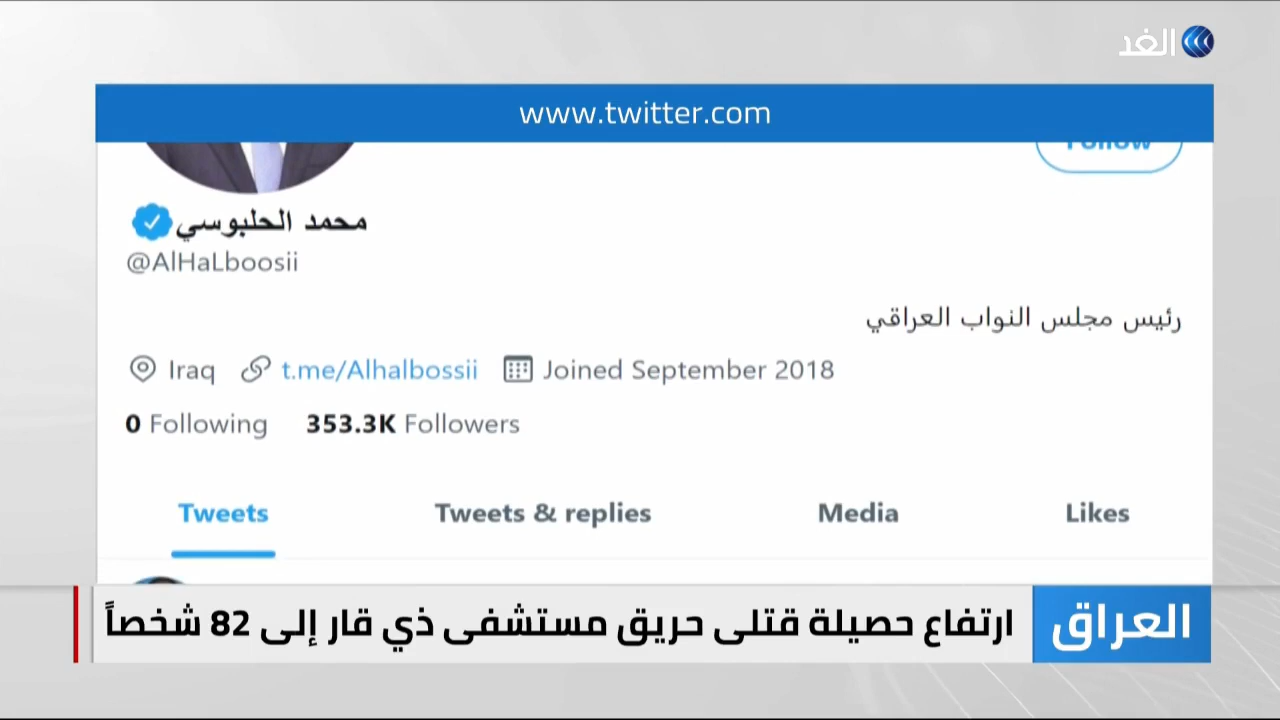 الغد
www.twitter.com
Follow
محمد الحلبوسي
@AlHaLboosii
رئيس مجلس النواب العراقي
Iraq t.me/Alhalbossii Joined September 2018
0 Following 353.3K Followers
Tweets Tweets & replies Media Likes
العراق ارتفاع حصيلة قتلى حريق مستشفى ذي قار إلى 82 شخصاً